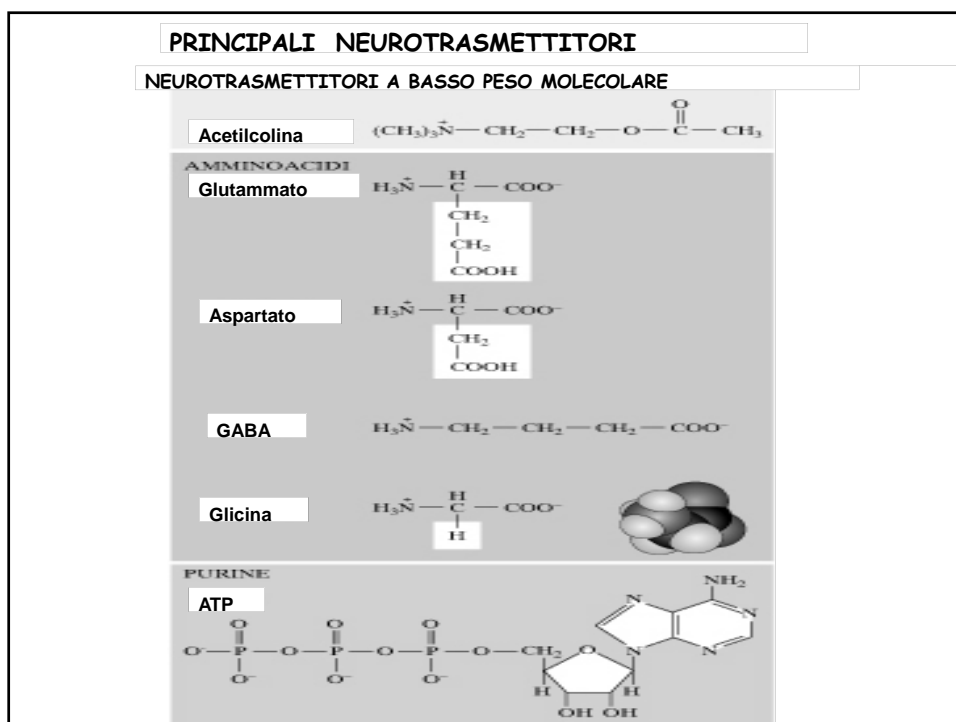 PRINCIPALI NEUROTRASMETTITORI
NEUROTRASMETTITORI A BASSO PESO MOLECOLARE
Acetilcolina
(CH₃)₃N⁺—CH₂—CH₂—O—C—CH₃
O
AMMINOACIDI
Glutammato
H₃N⁺—C—COO⁻
H
CH₂
CH₂
COOH
Aspartato
H₃N⁺—C—COO⁻
H
CH₂
COOH
GABA
H₃N⁺—CH₂—CH₂—CH₂—COO⁻
Glicina
H₃N⁺—C—COO⁻
H
H
PURINE
ATP
NH₂
O O O
N N
O⁻—P—O—P—O—P—O—CH₂ O N N
O⁻ O⁻ O⁻
H H
OH OH